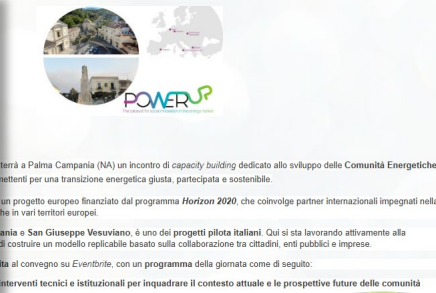 POWERUP
terrà a Palma Campania (NA) un incontro di capacity building dedicato allo sviluppo delle Comunità Energetiche
mettenti per una transizione energetica giusta, partecipata e sostenibile.
un progetto europeo finanziato dal programma Horizon 2020, che coinvolge partner internazionali impegnati nella
he in vari territori europei.
ania e San Giuseppe Vesuviano, è uno dei progetti pilota italiani. Qui si sta lavorando attivamente alla
di costruire un modello replicabile basato sulla collaborazione tra cittadini, enti pubblici e imprese.
ita al convegno su Eventbrite, con un programma della giornata come di seguito:
interventi tecnici e istituzionali per inquadrare il contesto attuale e le prospettive future delle comunità